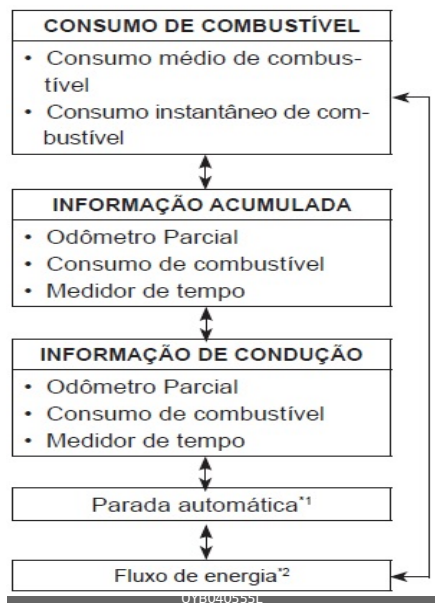 CONSUMO DE COMBUSTÍVEL
• Consumo médio de combus-
tível
• Consumo instantâneo de com-
bustível
INFORMAÇÃO ACUMULADA
• Odômetro Parcial
• Consumo de combustível
• Medidor de tempo
INFORMAÇÃO DE CONDUÇÃO
• Odômetro Parcial
• Consumo de combustível
• Medidor de tempo
Parada automática*1
Fluxo de energia*2
OYB040555L